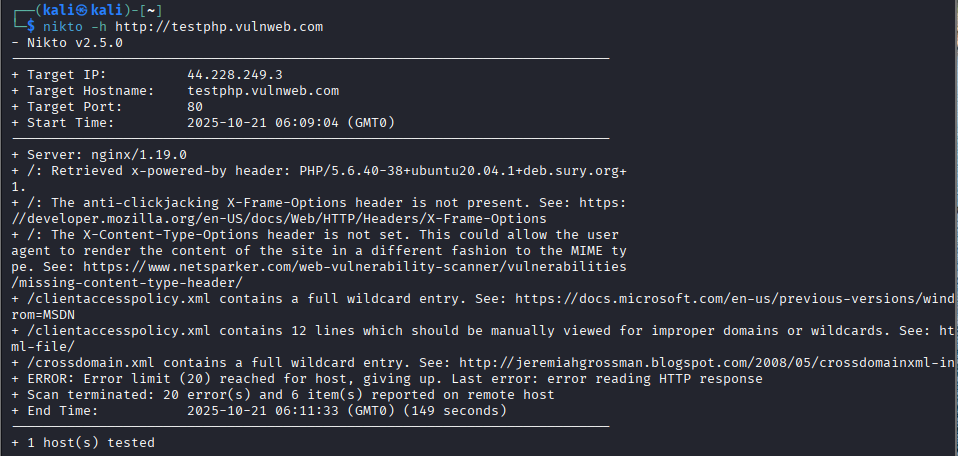 ┌──(kali㉿kali)-[~]
└─$ nikto -h http://testphp.vulnweb.com
- Nikto v2.5.0
---------------------------------------------------------------------------
+ Target IP:          44.228.249.3
+ Target Hostname:    testphp.vulnweb.com
+ Target Port:        80
+ Start Time:         2025-10-21 06:09:04 (GMT0)
---------------------------------------------------------------------------
+ Server: nginx/1.19.0
+ /: Retrieved x-powered-by header: PHP/5.6.40-38+ubuntu20.04.1+deb.sury.org+
1.
+ /: The anti-clickjacking X-Frame-Options header is not present. See: https:
//developer.mozilla.org/en-US/docs/Web/HTTP/Headers/X-Frame-Options
+ /: The X-Content-Type-Options header is not set. This could allow the user
agent to render the content of the site in a different fashion to the MIME ty
pe. See: https://www.netsparker.com/web-vulnerability-scanner/vulnerabilities
/missing-content-type-header/
+ /clientaccesspolicy.xml contains a full wildcard entry. See: https://docs.microsoft.com/en-us/previous-versions/wind
rom=MSDN
+ /clientaccesspolicy.xml contains 12 lines which should be manually viewed for improper domains or wildcards. See: ht
ml-file/
+ /crossdomain.xml contains a full wildcard entry. See: http://jeremiahgrossman.blogspot.com/2008/05/crossdomainxml-in
+ ERROR: Error limit (20) reached for host, giving up. Last error: error reading HTTP response
+ Scan terminated: 20 error(s) and 6 item(s) reported on remote host
+ End Time:           2025-10-21 06:11:33 (GMT0) (149 seconds)
---------------------------------------------------------------------------
+ 1 host(s) tested